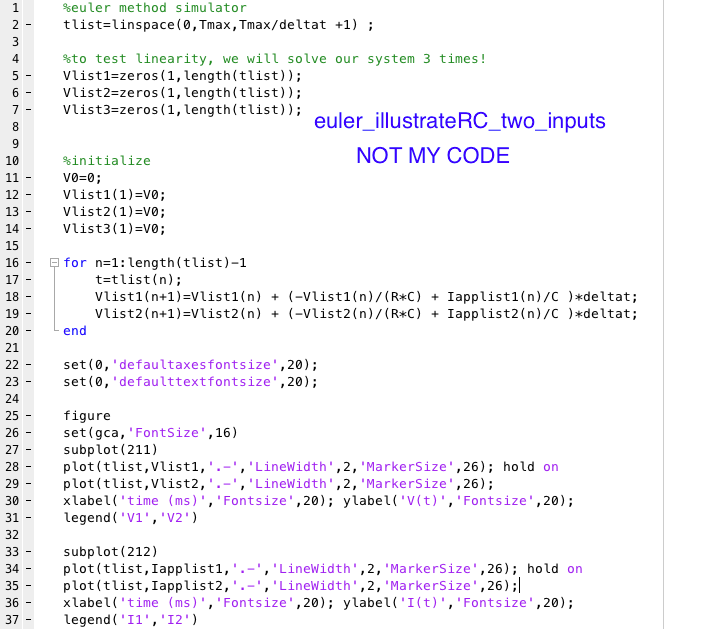 1 %euler method simulator
2 - tlist=linspace(0,Tmax,Tmax/deltat +1) ;
3
4 %to test linearity, we will solve our system 3 times!
5 - Vlist1=zeros(1,length(tlist));
6 - Vlist2=zeros(1,length(tlist));
7 - Vlist3=zeros(1,length(tlist));
euler_illustrateRC_two_inputs
8
9
NOT MY CODE
10 %initialize
11 - V0=0;
12 - Vlist1(1)=V0;
13 - Vlist2(1)=V0;
14 - Vlist3(1)=V0;
15
16 - for n=1:length(tlist)-1
17 - t=tlist(n);
18 - Vlist1(n+1)=Vlist1(n) + (-Vlist1(n)/(R*C) + Iapplist1(n)/C )*deltat;
19 - Vlist2(n+1)=Vlist2(n) + (-Vlist2(n)/(R*C) + Iapplist2(n)/C )*deltat;
20 - end
21
22 - set(0,'defaultaxesfontsize',20);
23 - set(0,'defaulttextfontsize',20);
24
25 - figure
26 - set(gca,'FontSize',16)
27 - subplot(211)
28 - plot(tlist,Vlist1,'.-','LineWidth',2,'MarkerSize',26); hold on
29 - plot(tlist,Vlist2,'.-','LineWidth',2,'MarkerSize',26);
30 - xlabel('time (ms)','Fontsize',20); ylabel('V(t)','Fontsize',20);
31 - legend('V1','V2')
32
33 - subplot(212)
34 - plot(tlist,Iapplist1,'.-','LineWidth',2,'MarkerSize',26); hold on
35 - plot(tlist,Iapplist2,'.-','LineWidth',2,'MarkerSize',26);
36 - xlabel('time (ms)','Fontsize',20); ylabel('I(t)','Fontsize',20);
37 - legend('I1','I2')